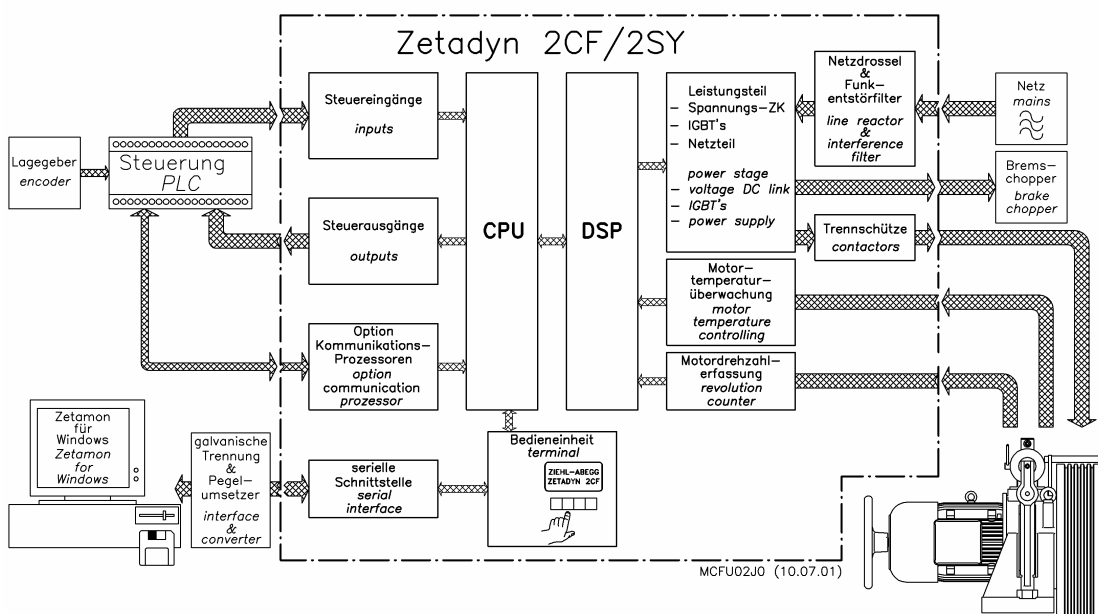 Zetadyn 2CF/2SY
Lagegeber
encoder
Steuerung
PLC
Steuereingänge
inputs
Steuerausgänge
outputs
Option
Kommunikations-
Prozessoren
option
communication
prozessor
CPU
DSP
Leistungsteil
- Spannungs-ZK
- IGBT's
- Netzteil
power stage
- voltage DC link
- IGBT's
- power supply
Netzdrossel
&
Funk-
entstörfilter
line reactor
&
interference
filter
Netz
mains
Brems-
chopper
brake
chopper
Trennschütze
contactors
Motor-
temperatur-
überwachung
motor
temperature
controlling
Motordrehzahl-
erfassung
revolution
counter
Zetamon
für
Windows
Zetamon
for
Windows
galvanische
Trennung
&
Pegel-
umsetzer
interface
&
converter
serielle
Schnittstelle
serial
interface
Bedieneinheit
terminal
ZIEHL-ABEGG
ZETADYN 2CF
MCFU02J0 (10.07.01)